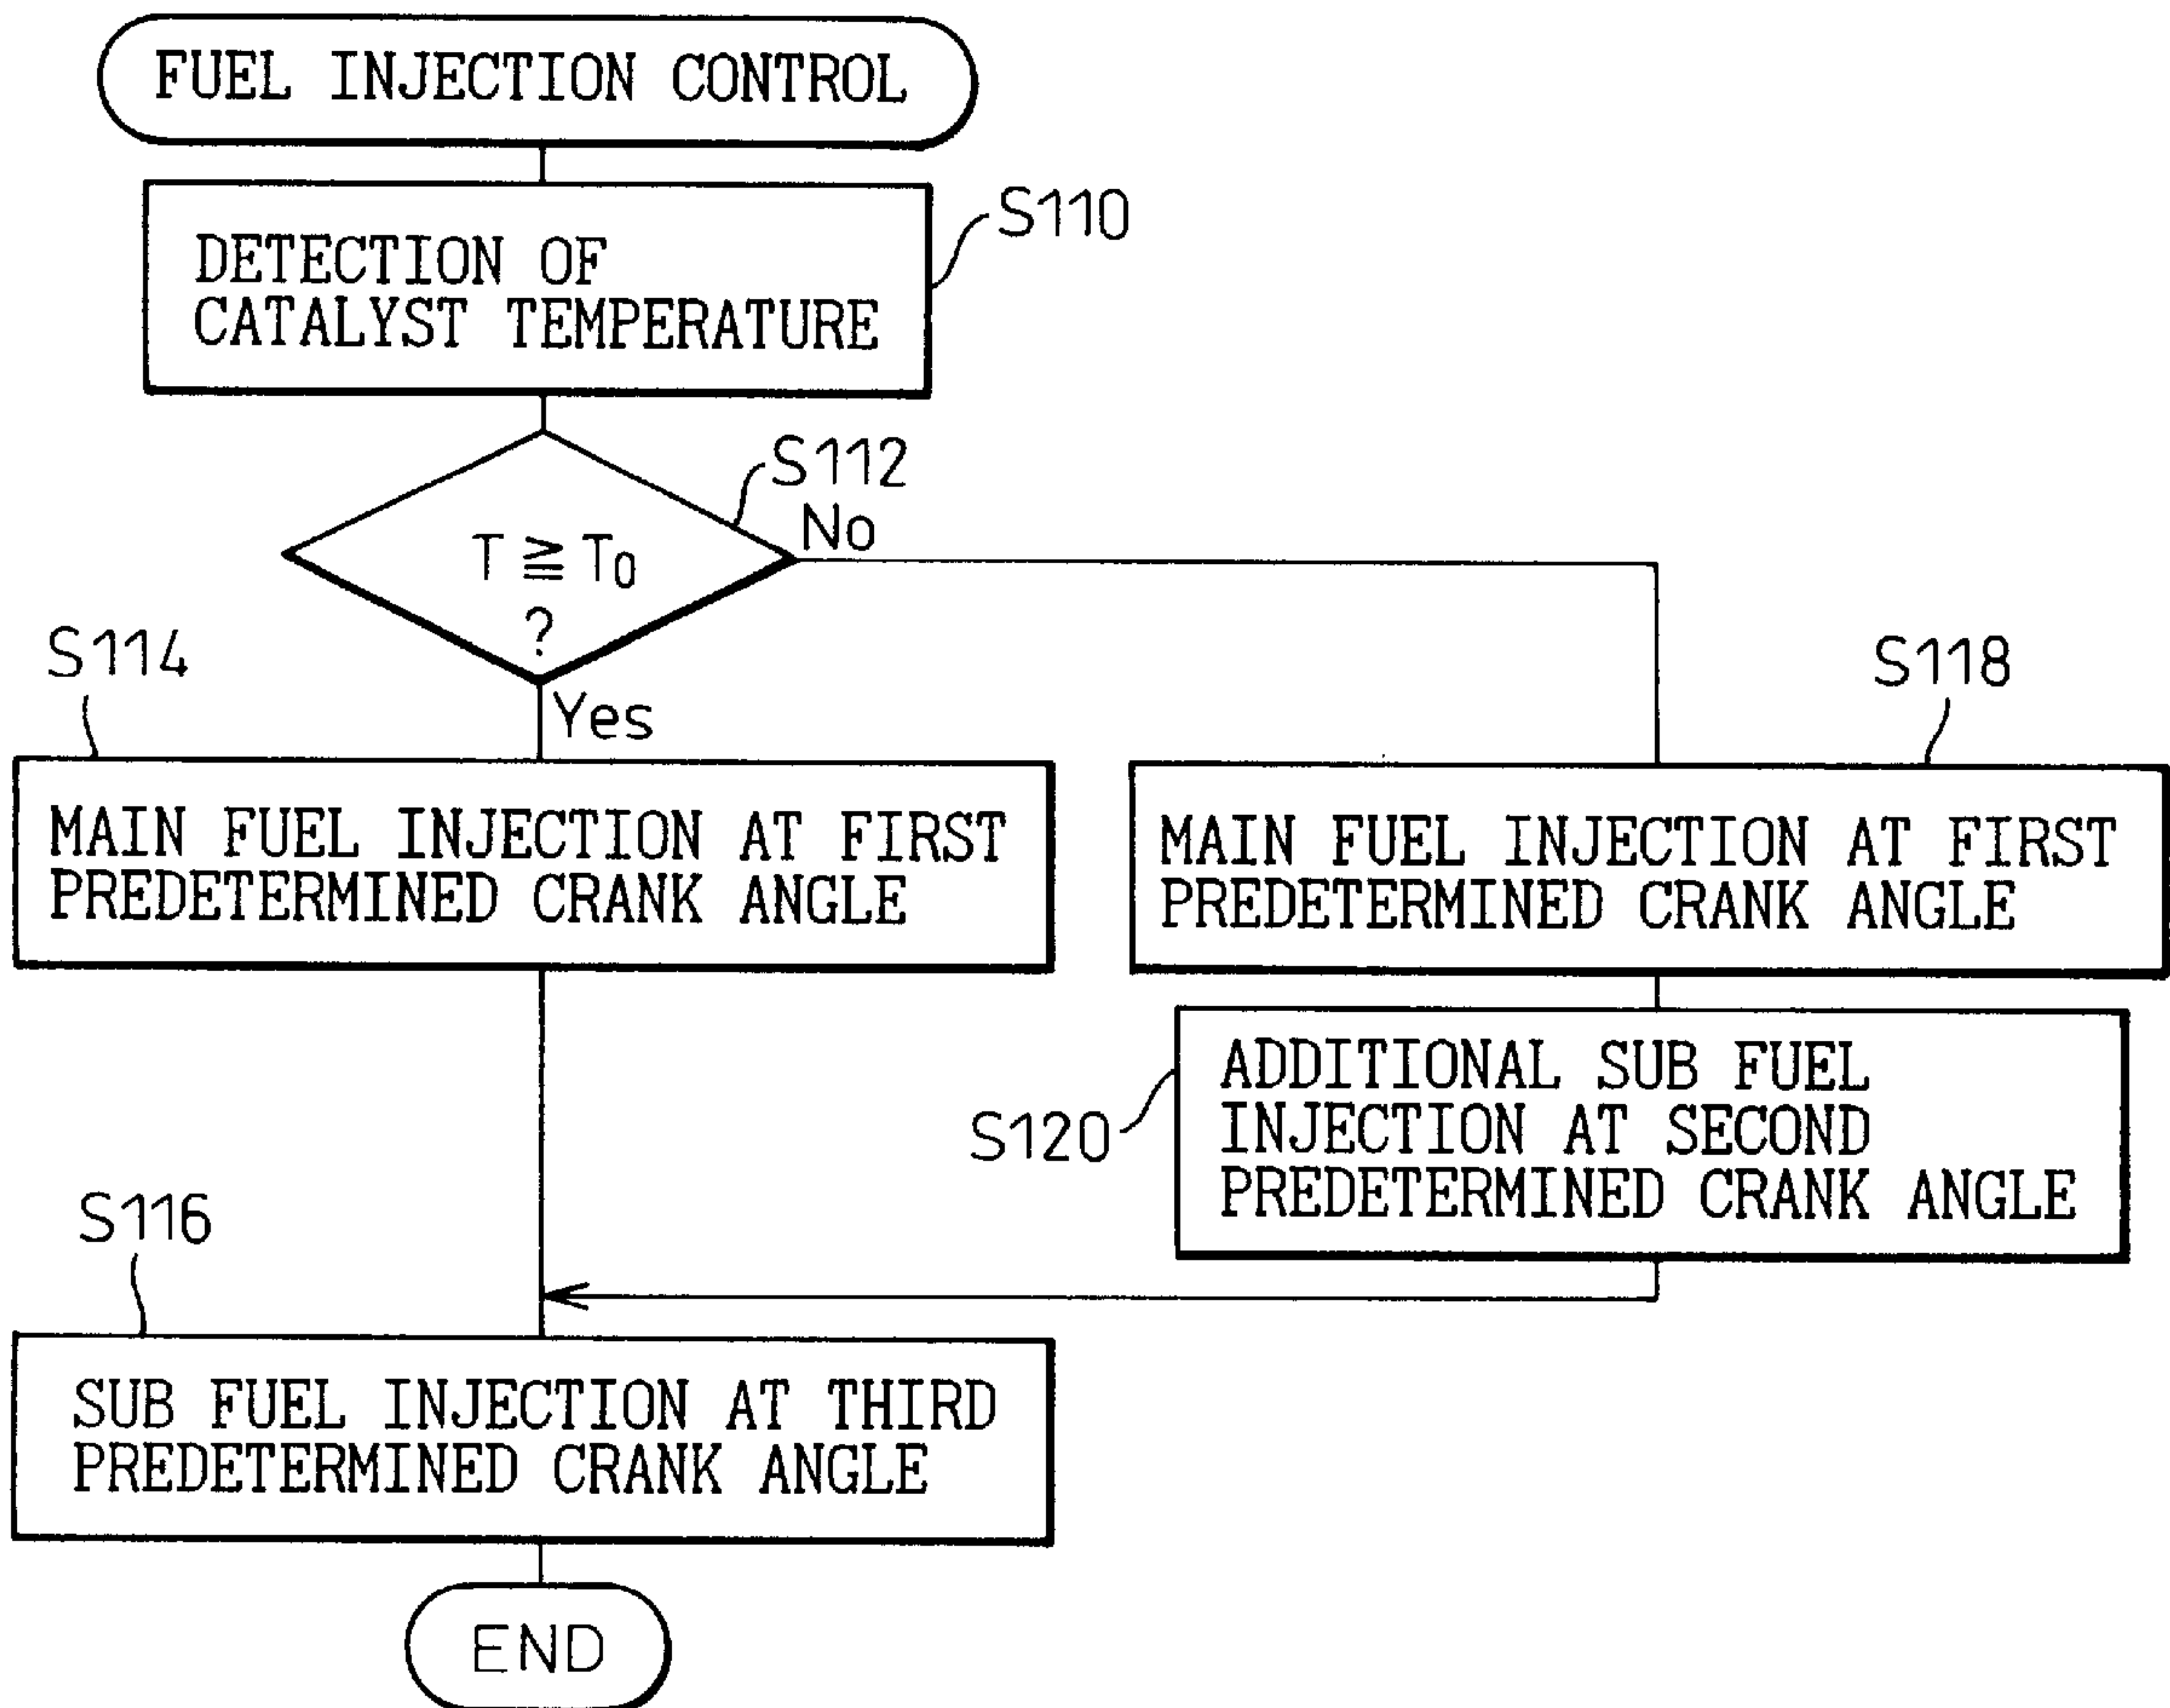 FUEL INJECTION CONTROL
S110
DETECTION OF
CATALYST TEMPERATURE
S112
No
T ≧ T0
?
Yes
S114
MAIN FUEL INJECTION AT FIRST
PREDETERMINED CRANK ANGLE
S118
MAIN FUEL INJECTION AT FIRST
PREDETERMINED CRANK ANGLE
S120
ADDITIONAL SUB FUEL
INJECTION AT SECOND
PREDETERMINED CRANK ANGLE
S116
SUB FUEL INJECTION AT THIRD
PREDETERMINED CRANK ANGLE
END